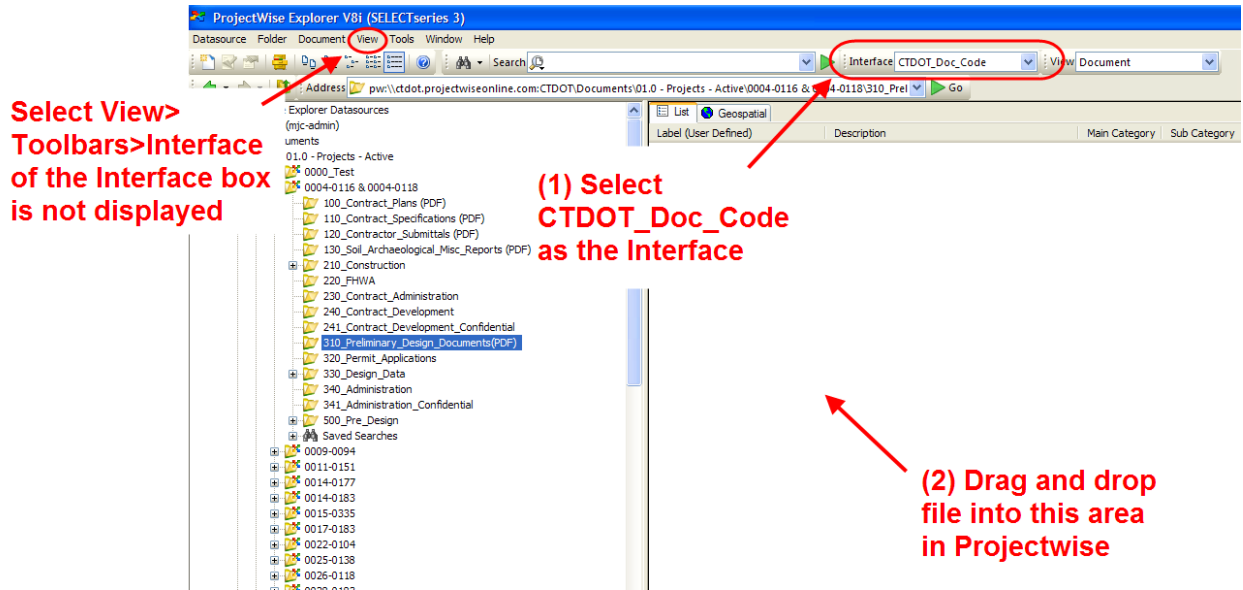 ProjectWise Explorer V8i (SELECTseries 3)
Datasource Folder Document View Tools Window Help
Search Interface CTDOT_Doc_Code View Document
Address pw:\\ctdot.projectwiseonline.com:CTDOT\Documents\01.0 - Projects - Active\0004-0116 & 0004-0118\310_Prel Go
Select View>
Toolbars>Interface
of the Interface box
is not displayed
Explorer Datasources
(mjc-admin)
uments
01.0 - Projects - Active
0000_Test
0004-0116 & 0004-0118
100_Contract_Plans (PDF)
110_Contract_Specifications (PDF)
120_Contractor_Submittals (PDF)
130_Soil_Archaeological_Misc_Reports (PDF)
210_Construction
220_FHWA
230_Contract_Administration
240_Contract_Development
241_Contract_Development_Confidential
310_Preliminary_Design_Documents(PDF)
320_Permit_Applications
330_Design_Data
340_Administration
341_Administration_Confidential
500_Pre_Design
Saved Searches
0009-0094
0011-0151
0014-0177
0014-0183
0015-0335
0017-0183
0022-0104
0025-0138
0026-0118
List Geospatial
Label (User Defined) Description Main Category Sub Category
(1) Select
CTDOT_Doc_Code
as the Interface
(2) Drag and drop
file into this area
in Projectwise